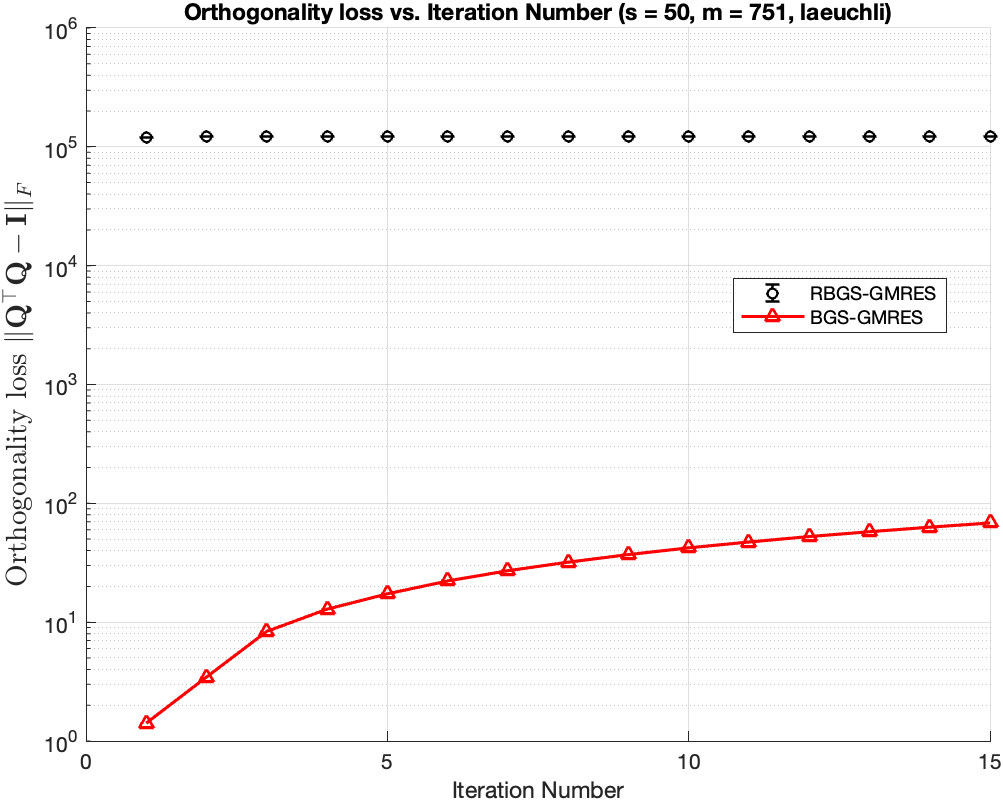 Orthogonality loss vs. Iteration Number (s = 50, m = 751, laeuchli)
Orthogonality loss ||Q⊤Q − I||F
10^6
10^5
10^4
10^3
10^2
10^1
10^0
RBGS-GMRES
BGS-GMRES
0 5 10 15
Iteration Number